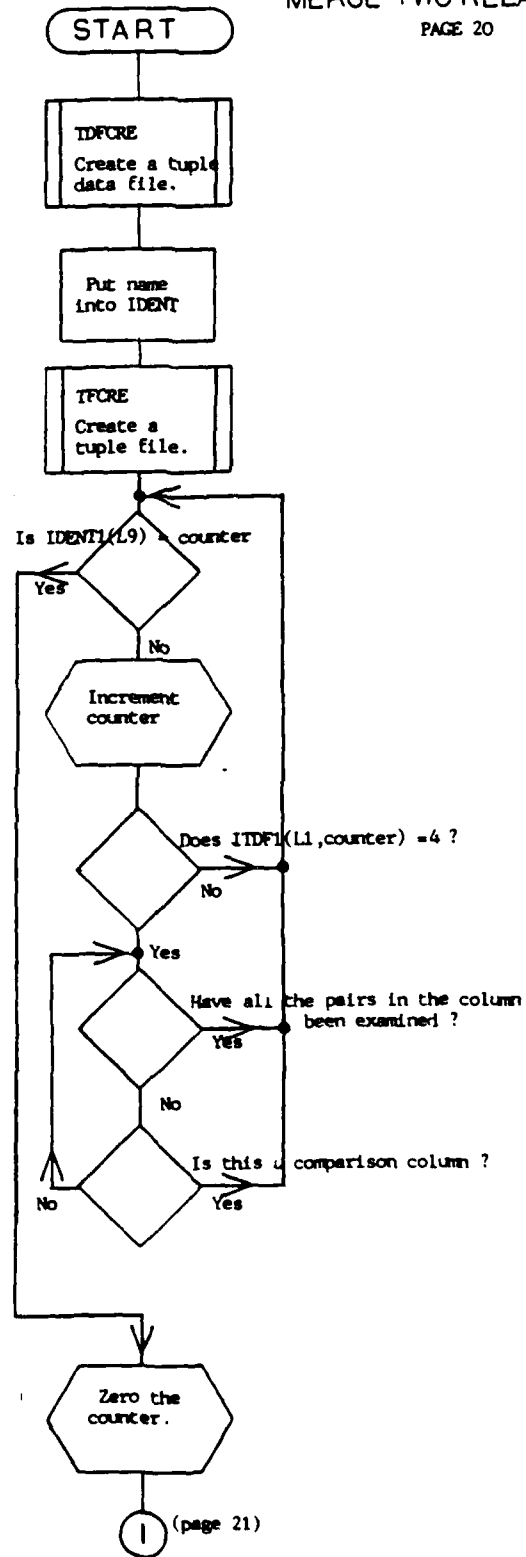 MERGE TWO RELA
PAGE 20
START
TDFCRE
Create a tuple
data file.
Put name
into IDENT
TFCRE
Create a
tuple file.
Is IDENT1(L9) = counter
Yes
No
Increment
counter
Does ITDF1(L1,counter) =4 ?
No
Yes
Have all the pairs in the column
been examined ?
Yes
No
Is this a comparison column ?
No
Yes
Zero the
counter.
1 (page 21)